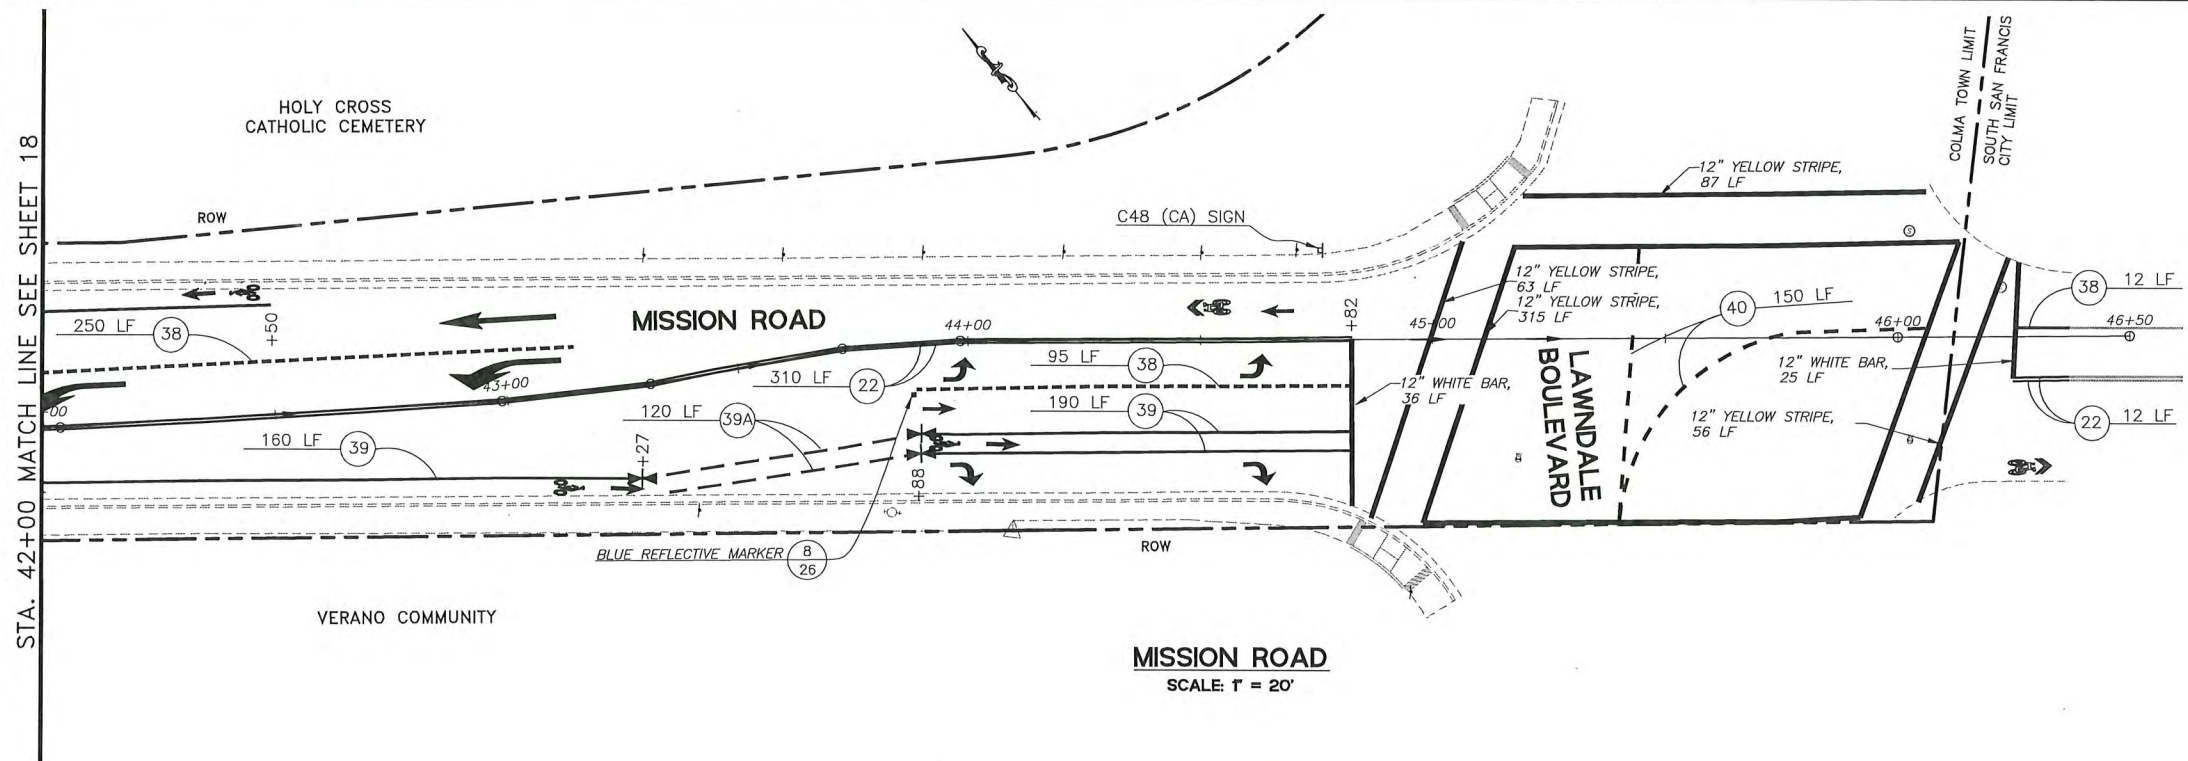 STA. 42+00 MATCH LINE SEE SHEET 18
HOLY CROSS
CATHOLIC CEMETERY
ROW
C48 (CA) SIGN
12" YELLOW STRIPE,
87 LF
COLMA TOWN LIMIT
SOUTH SAN FRANCIS
CITY LIMIT
250 LF 38
+50
MISSION ROAD
44+00
+82
12" YELLOW STRIPE,
63 LF
12" YELLOW STRIPE,
315 LF
45+00
40 150 LF
46+00
38 12 LF
46+50
43+00
310 LF 22
95 LF 38
12" WHITE BAR,
36 LF
LAWNDALE
BOULEVARD
12" WHITE BAR,
25 LF
+00
120 LF 39A
190 LF 39
12" YELLOW STRIPE,
56 LF
22 12 LF
160 LF 39
+27
+88
BLUE REFLECTIVE MARKER 8
26
ROW
VERANO COMMUNITY
MISSION ROAD
SCALE: 1" = 20'